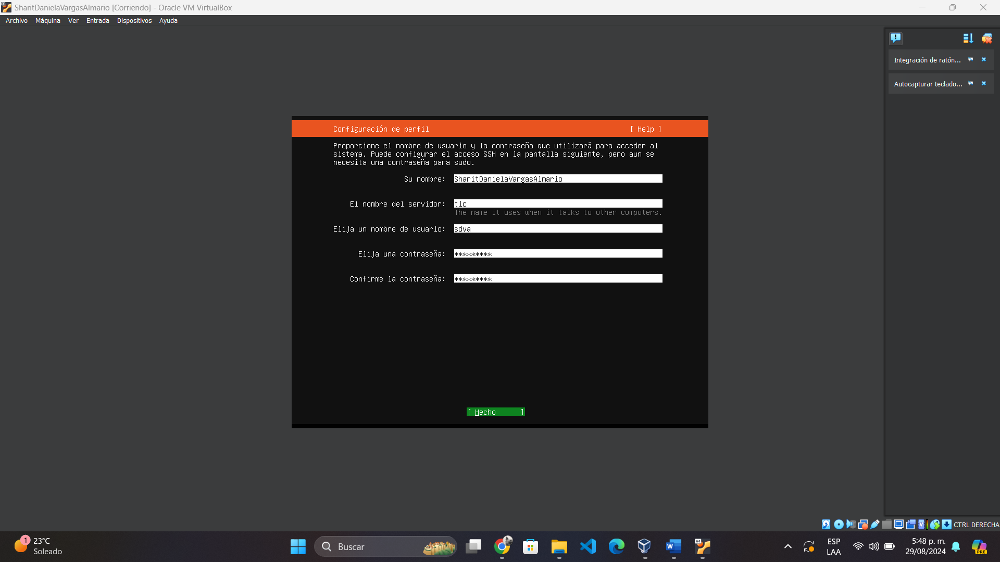 SharitDanielaVargasAlmario [Corriendo] - Oracle VM VirtualBox
Archivo Máquina Ver Entrada Dispositivos Ayuda
Integración de ratón...
Autocapturar teclado...
Configuración de perfil [ Help ]
Proporcione el nombre de usuario y la contraseña que utilizará para acceder al
sistema. Puede configurar el acceso SSH en la pantalla siguiente, pero aun se
necesita una contraseña para sudo.
Su nombre: SharitDanielaVargasAlmario
El nombre del servidor: tic
The name it uses when it talks to other computers.
Elija un nombre de usuario: sdva
Elija una contraseña: *********
Confirme la contraseña: *********
[ Hecho ]
CTRL DERECHA
1
23°C
Soleado
Buscar
W
64
ESP
LAA
5:48 p. m.
29/08/2024
PRE